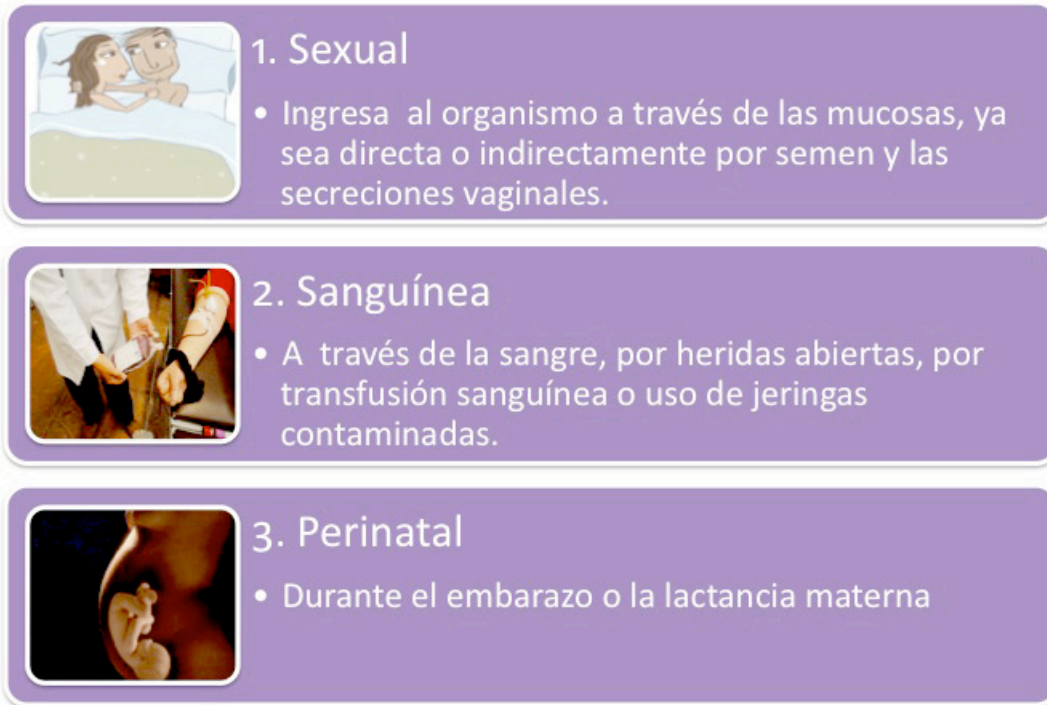 1. Sexual
• Ingresa al organismo a través de las mucosas, ya
sea directa o indirectamente por semen y las
secreciones vaginales.
2. Sanguínea
• A través de la sangre, por heridas abiertas, por
transfusión sanguínea o uso de jeringas
contaminadas.
3. Perinatal
• Durante el embarazo o la lactancia materna